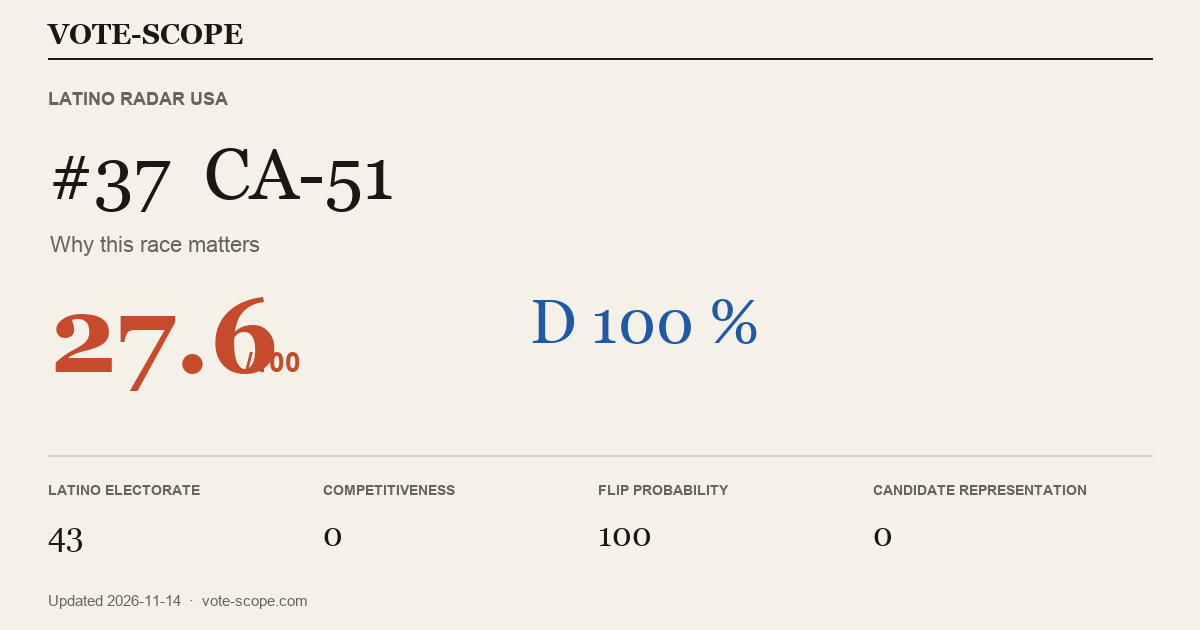 VOTE-SCOPE
LATINO RADAR USA
#37 CA-51
Why this race matters
27.6 /100
D 100 %
LATINO ELECTORATE COMPETITIVENESS FLIP PROBABILITY CANDIDATE REPRESENTATION
43 0 100 0
Updated 2026-11-14 · vote-scope.com